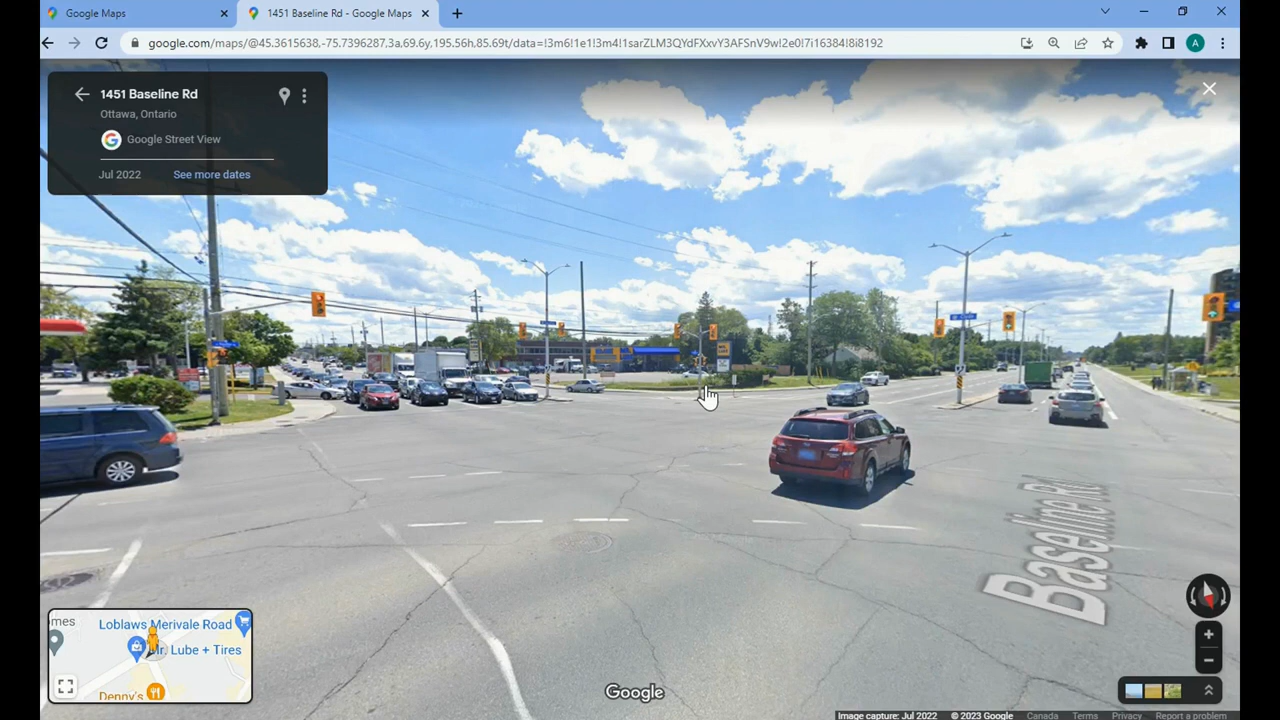 Google Maps
1451 Baseline Rd - Google Maps
google.com/maps/@45.3615638,-75.7396287,3a,69.6y,195.56h,85.69t/data=!3m6!1e1!3m4!1sarZLM3QYdFXxvY3AFSnV9w!2e0!7i16384!8i8192
A
1451 Baseline Rd
Ottawa, Ontario
Google Street View
Jul 2022 See more dates
Baseline Rd
omes
Loblaws Merivale Road
Mr. Lube + Tires
Denny's
Google
Image capture: Jul 2022 © 2023 Google Canada Terms Privacy Report a problem